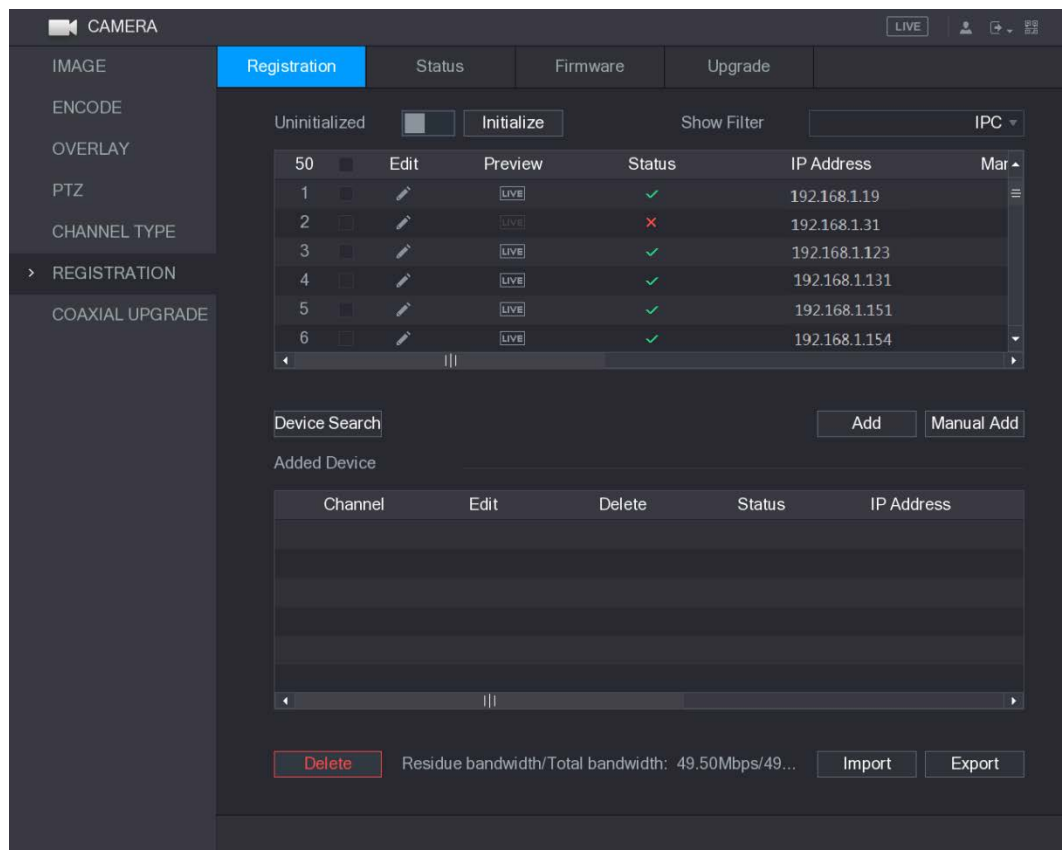 CAMERA LIVE
IMAGE
ENCODE
OVERLAY
PTZ
CHANNEL TYPE
REGISTRATION
COAXIAL UPGRADE
Registration Status Firmware Upgrade
Uninitialized Initialize Show Filter IPC
50 Edit Preview Status IP Address Mar
1 LIVE 192.168.1.19
2 LIVE 192.168.1.31
3 LIVE 192.168.1.123
4 LIVE 192.168.1.131
5 LIVE 192.168.1.151
6 LIVE 192.168.1.154
Device Search Add Manual Add
Added Device
Channel Edit Delete Status IP Address
Delete Residue bandwidth/Total bandwidth: 49.50Mbps/49... Import Export